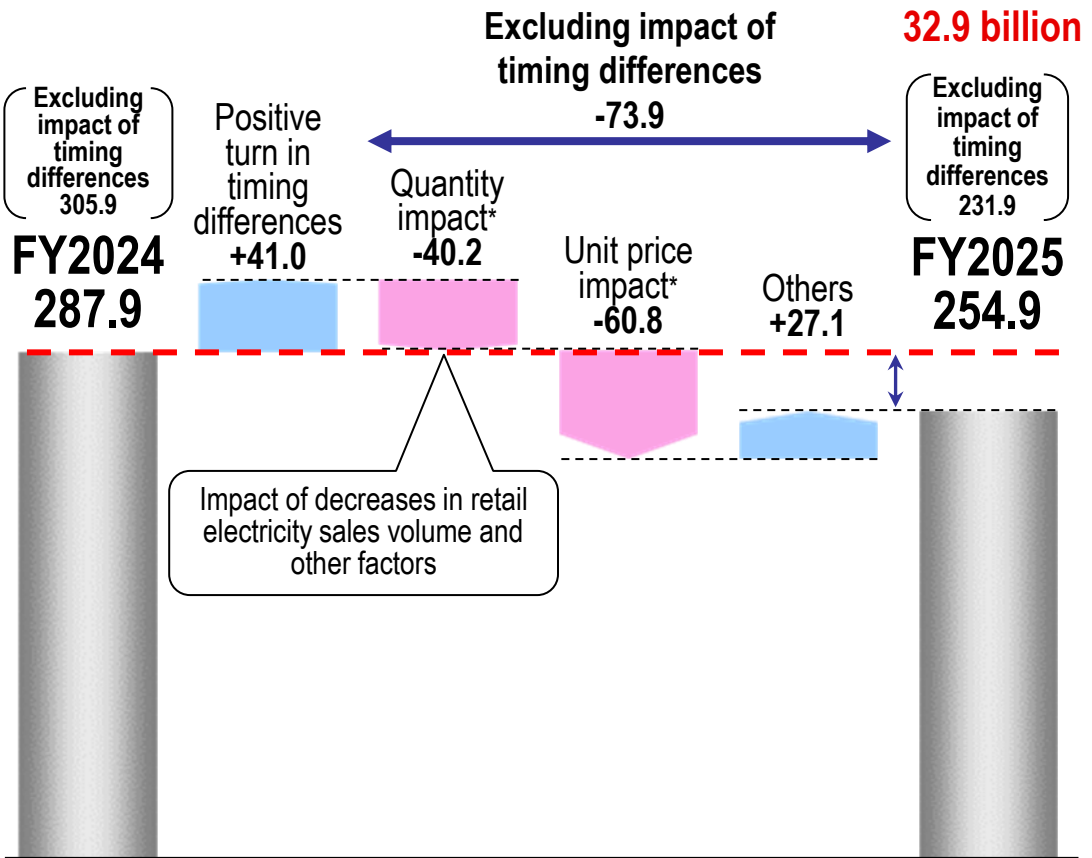 Excluding impact of
timing differences
-73.9
32.9 billion
Excluding
impact of
timing
differences
305.9
FY2024
287.9
Positive
turn in
timing
differences
+41.0
Quantity
impact*
-40.2
Unit price
impact*
-60.8
Others
+27.1
Excluding
impact of
timing
differences
231.9
FY2025
254.9
Impact of decreases in retail
electricity sales volume and
other factors